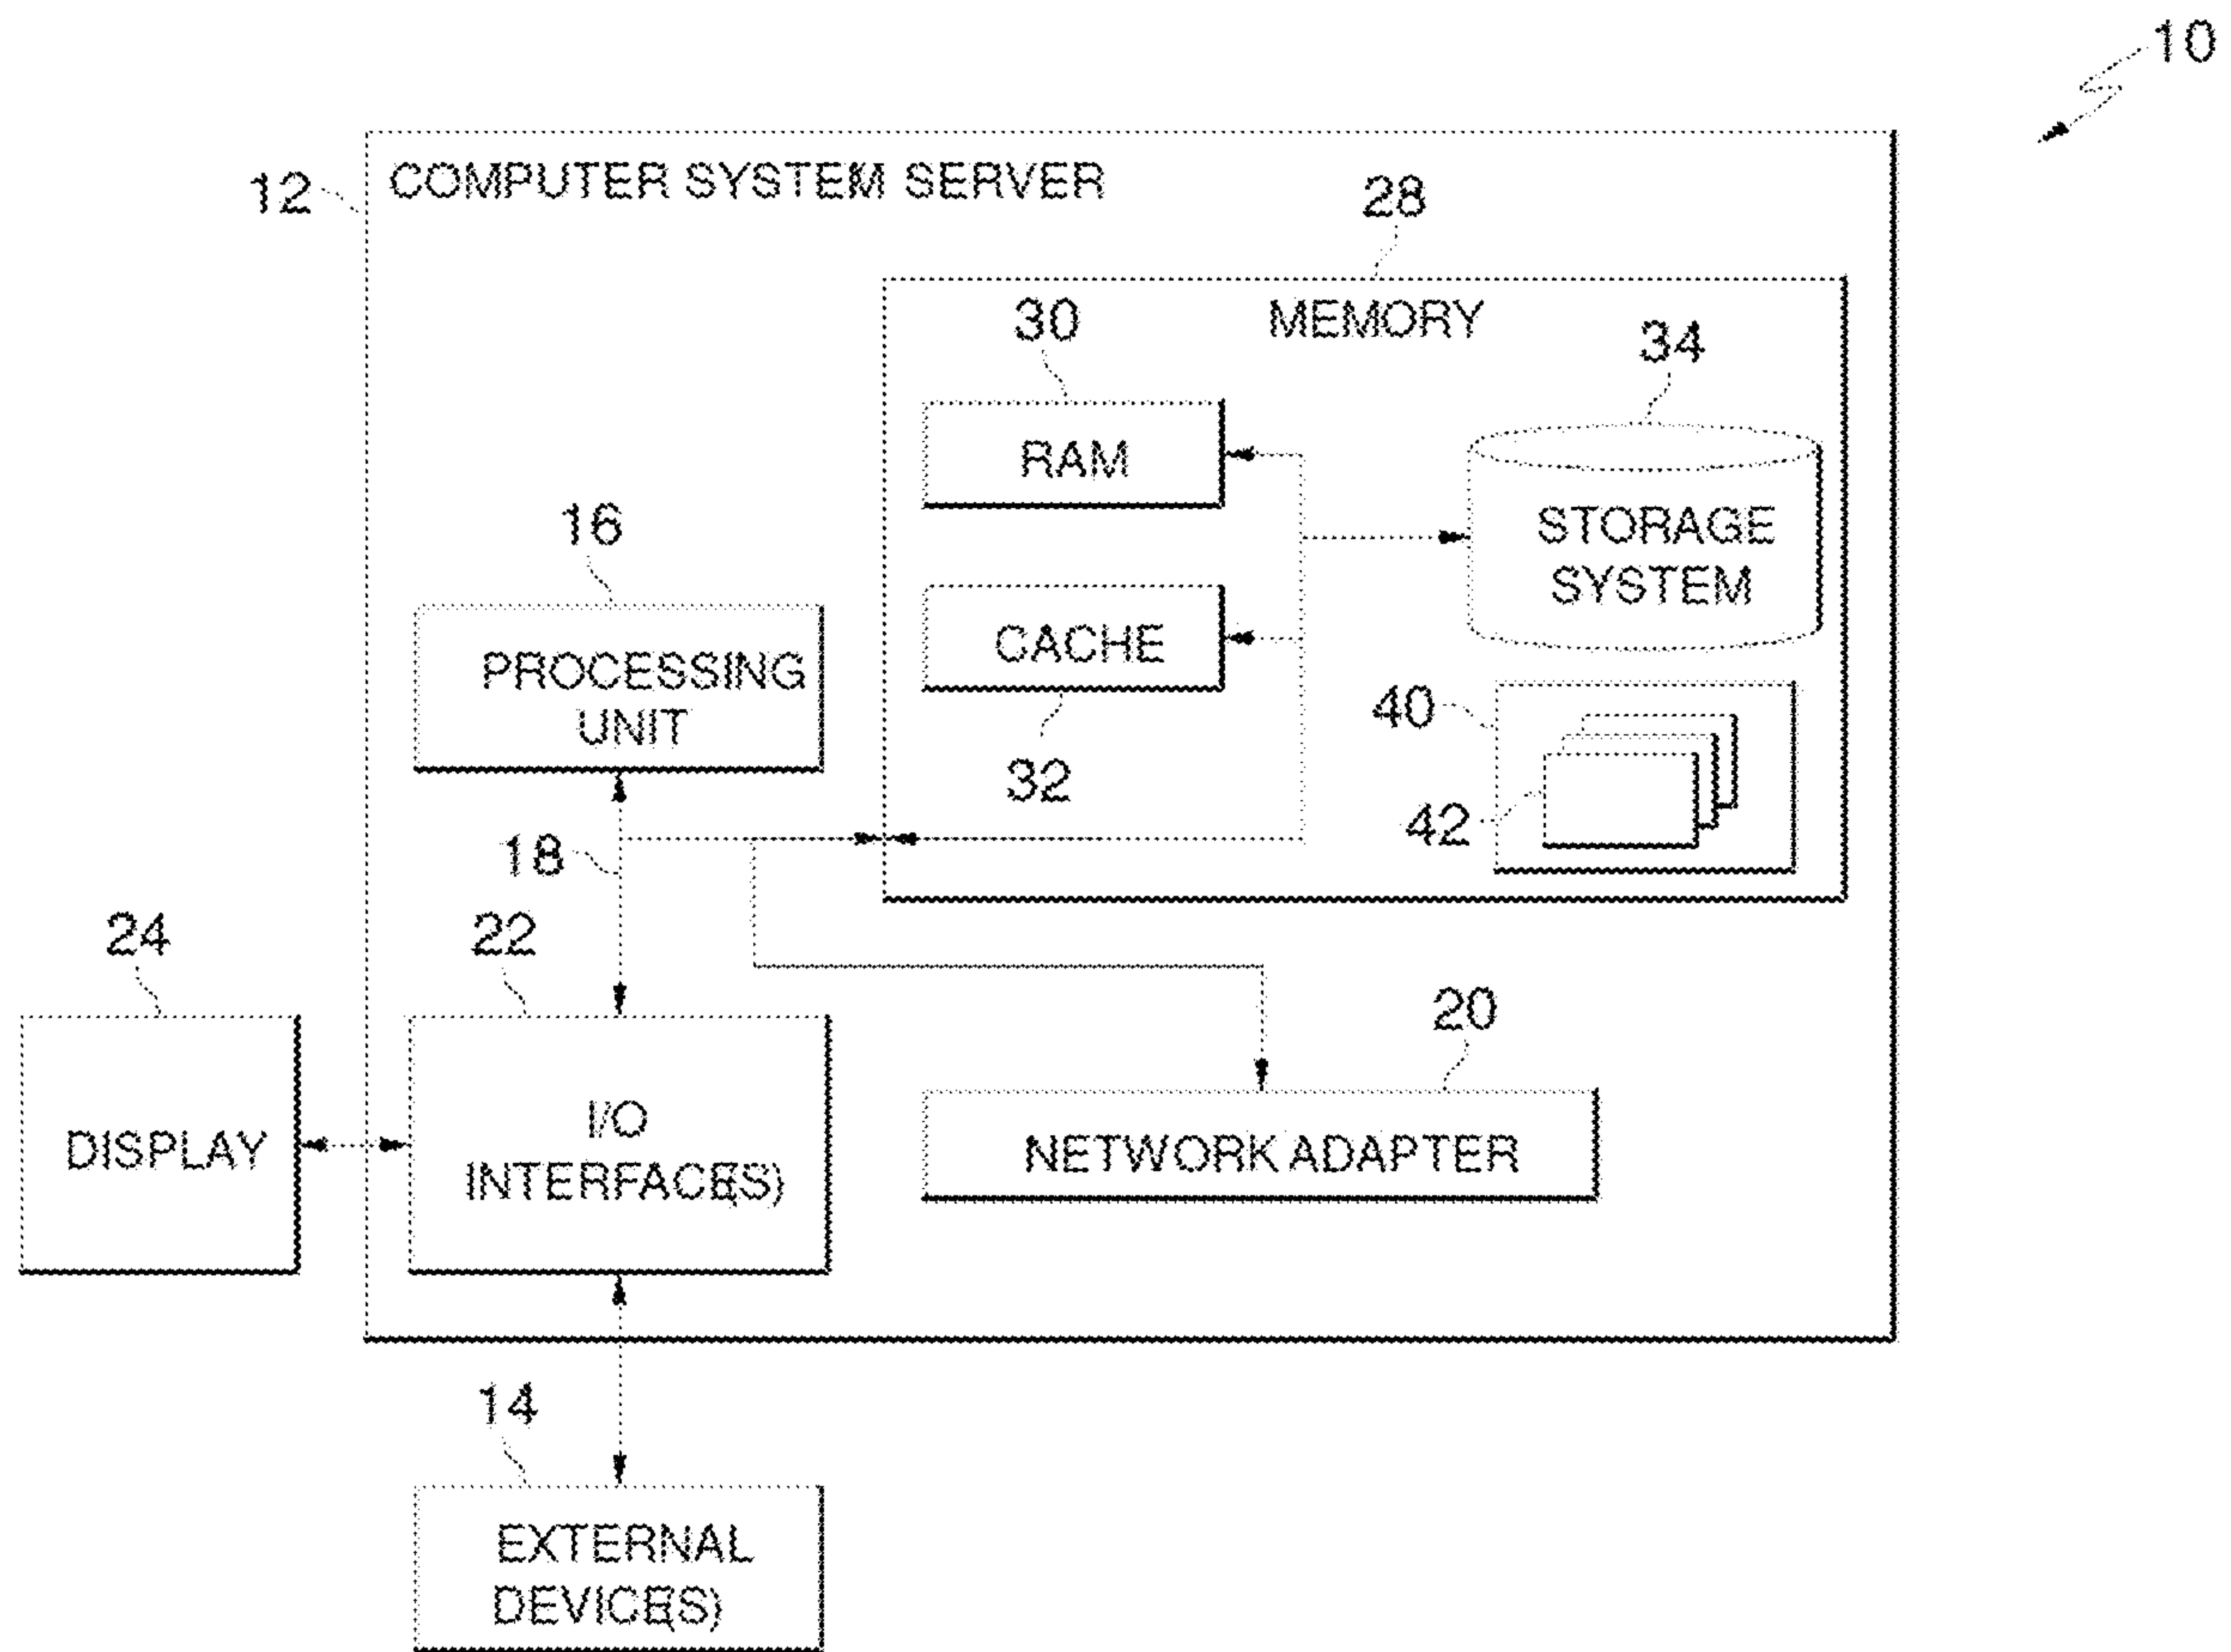 10
12
COMPUTER SYSTEM SERVER
28
MEMORY
30
34
RAM
STORAGE
SYSTEM
16
PROCESSING
UNIT
CACHE
32
40
42
18
24
22
20
DISPLAY
I/O
INTERFACE(S)
NETWORK ADAPTER
14
EXTERNAL
DEVICE(S)